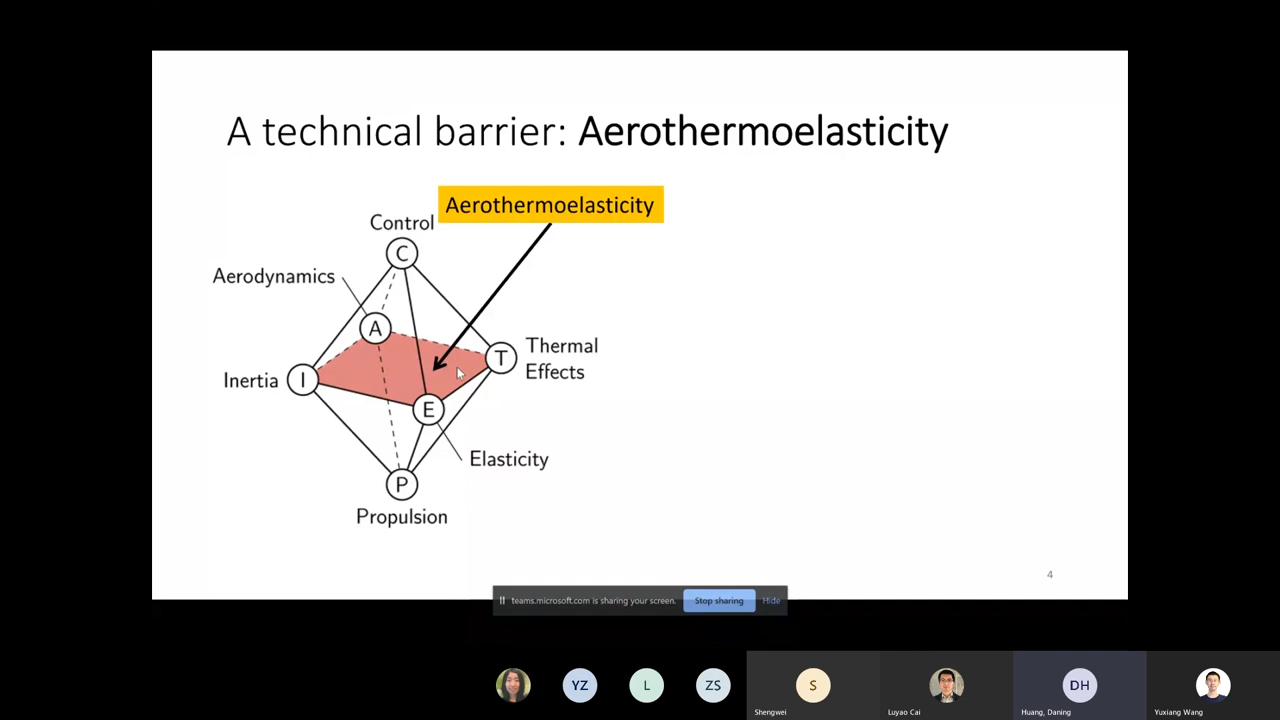 A technical barrier: Aerothermoelasticity
Aerothermoelasticity
Control
C
Aerodynamics
A
Thermal
Effects
T
Inertia
I
E
Elasticity
P
Propulsion
4
teams.microsoft.com is sharing your screen.
Stop sharing
Hide
YZ
L
ZS
S
DH
Shengwei
Luyao Cai
Huang, Daning
Yuxiang Wang